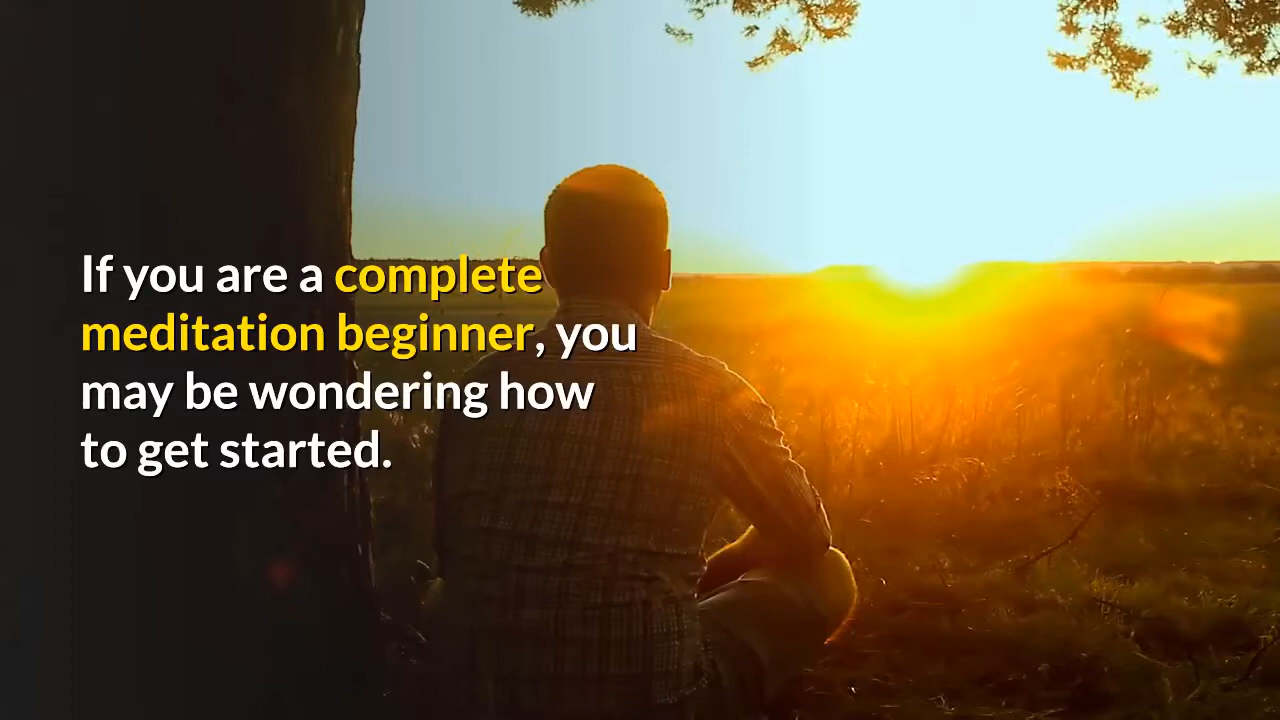 If you are a complete
meditation beginner, you
may be wondering how
to get started.